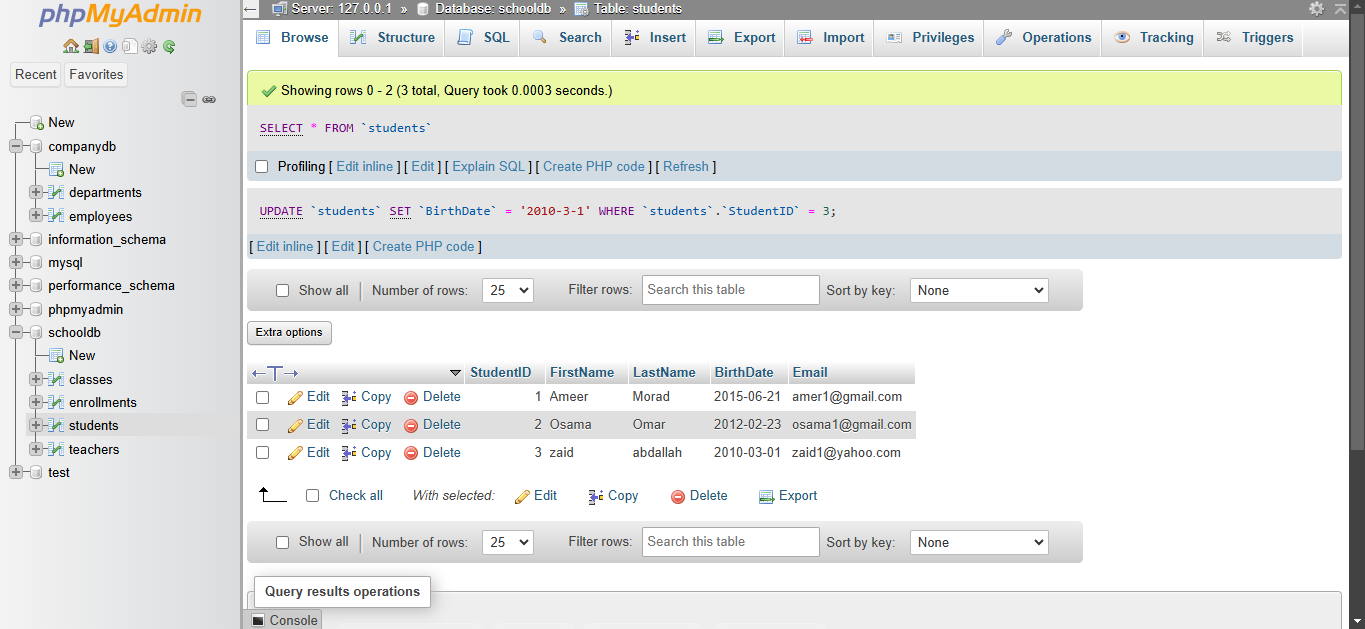 phpMyAdmin
Recent Favorites
New
companydb
New
departments
employees
information_schema
mysql
performance_schema
phpmyadmin
schooldb
New
classes
enrollments
students
teachers
test
Server: 127.0.0.1 » Database: schooldb » Table: students
Browse Structure SQL Search Insert Export Import Privileges Operations Tracking Triggers
Showing rows 0 - 2 (3 total, Query took 0.0003 seconds.)
SELECT * FROM `students`
Profiling [ Edit inline ] [ Edit ] [ Explain SQL ] [ Create PHP code ] [ Refresh ]
UPDATE `students` SET `BirthDate` = '2010-3-1' WHERE `students`.`StudentID` = 3;
[ Edit inline ] [ Edit ] [ Create PHP code ]
Show all Number of rows: 25 Filter rows: Search this table Sort by key: None
Extra options
StudentID FirstName LastName BirthDate Email
Edit Copy Delete 1 Ameer Morad 2015-06-21 amer1@gmail.com
Edit Copy Delete 2 Osama Omar 2012-02-23 osama1@gmail.com
Edit Copy Delete 3 zaid abdallah 2010-03-01 zaid1@yahoo.com
Check all With selected: Edit Copy Delete Export
Show all Number of rows: 25 Filter rows: Search this table Sort by key: None
Query results operations
Console